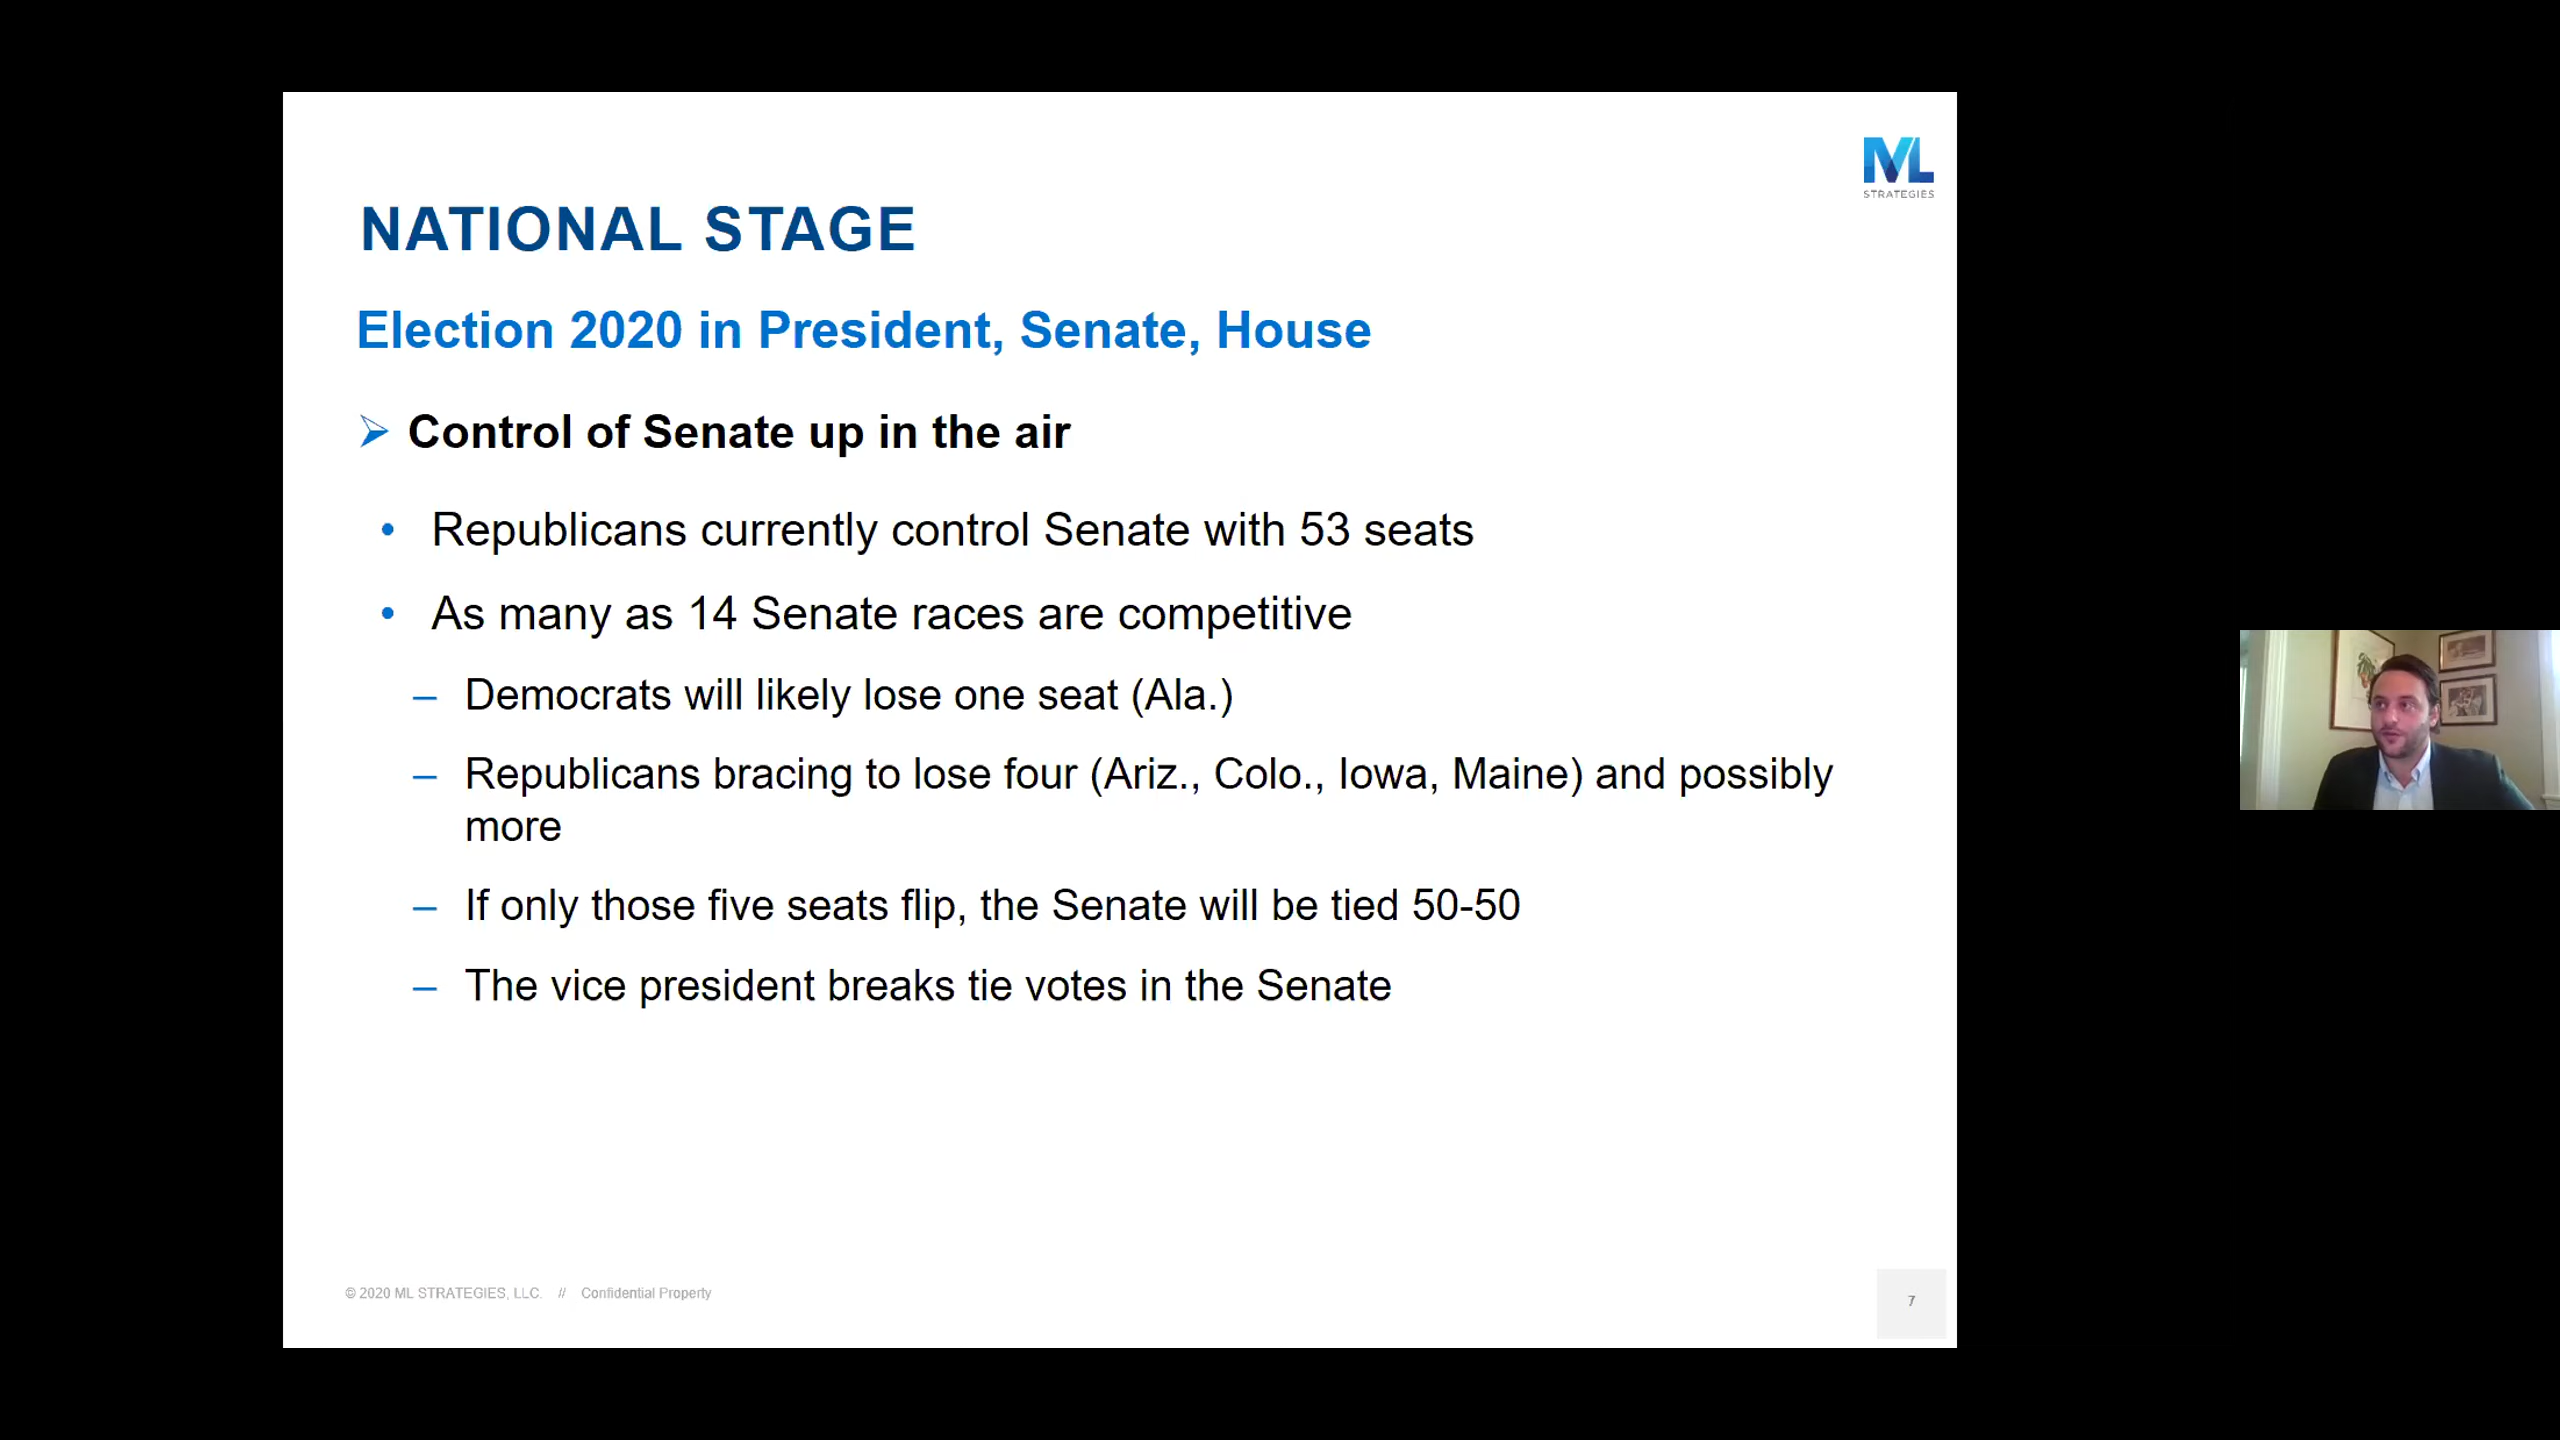 ML
STRATEGIES
NATIONAL STAGE
Election 2020 in President, Senate, House
➢ Control of Senate up in the air
• Republicans currently control Senate with 53 seats
• As many as 14 Senate races are competitive
– Democrats will likely lose one seat (Ala.)
– Republicans bracing to lose four (Ariz., Colo., Iowa, Maine) and possibly
more
– If only those five seats flip, the Senate will be tied 50-50
– The vice president breaks tie votes in the Senate
© 2020 ML STRATEGIES, LLC. // Confidential Property
7